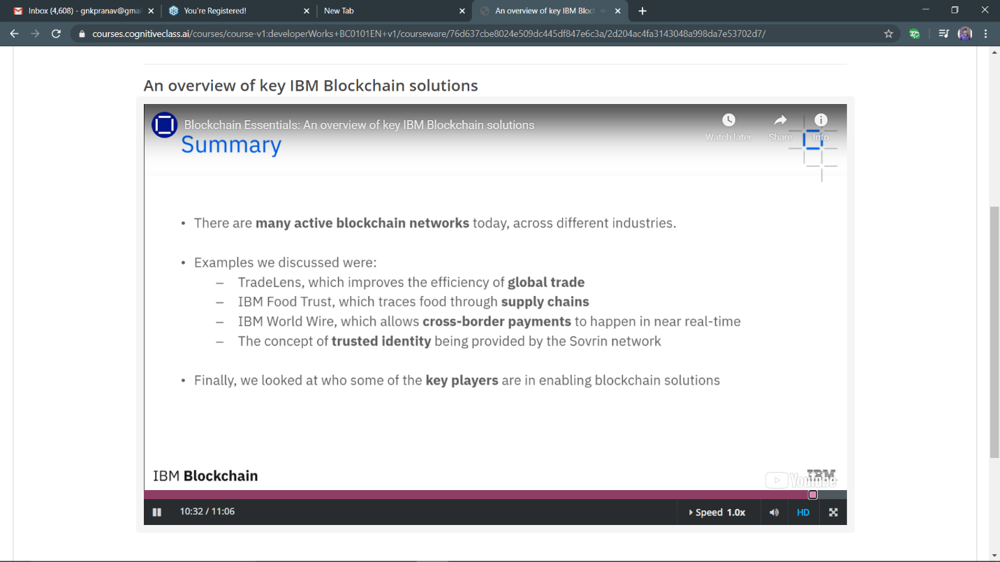 Inbox (4,608) - gnkpranav@gmai
You're Registered!
New Tab
An overview of key IBM Bloc
courses.cognitiveclass.ai/courses/course-v1:developerWorks+BC0101EN+v1/courseware/76d637cbe8024e509dc445df847e6c3a/2d204ac4fa3143048a998da7e53702d7/
An overview of key IBM Blockchain solutions
Blockchain Essentials: An overview of key IBM Blockchain solutions
Watch later
Share
Info
Summary
• There are many active blockchain networks today, across different industries.
• Examples we discussed were:
– TradeLens, which improves the efficiency of global trade
– IBM Food Trust, which traces food through supply chains
– IBM World Wire, which allows cross-border payments to happen in near real-time
– The concept of trusted identity being provided by the Sovrin network
• Finally, we looked at who some of the key players are in enabling blockchain solutions
IBM Blockchain
IBM
YouTube
10:32 / 11:06
Speed 1.0x
HD